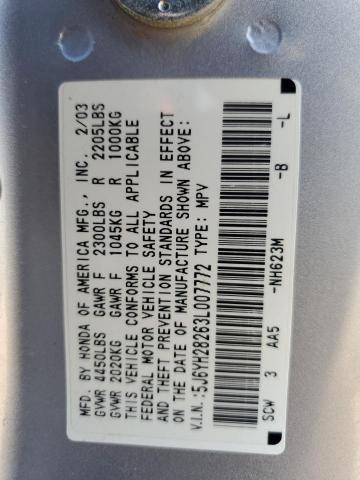 MFD. BY HONDA OF AMERICA MFG., INC. 2/03
GVWR 4450LBS GAWR F 2300LBS R 2205LBS
GVWR 2020KG GAWR F 1045KG R 1000KG
THIS VEHICLE CONFORMS TO ALL APPLICABLE
FEDERAL MOTOR VEHICLE SAFETY
AND THEFT PREVENTION STANDARDS IN EFFECT
ON THE DATE OF MANUFACTURE SHOWN ABOVE:
V.I.N.:5J6YH28263L007772 TYPE: MPV
SCW 3 AA5 -NH623M -B -L